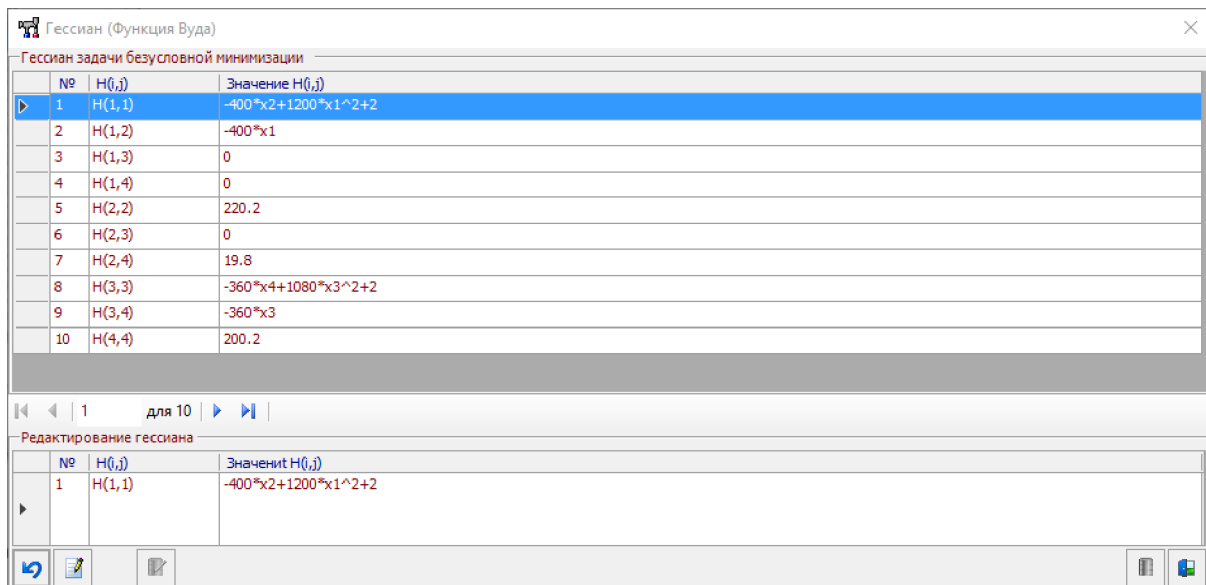 Гессиан (Функция Вуда)
Гессиан задачи безусловной минимизации
№ H(i,j) Значение H(i,j)
1 H(1,1) -400*x2+1200*x1^2+2
2 H(1,2) -400*x1
3 H(1,3) 0
4 H(1,4) 0
5 H(2,2) 220.2
6 H(2,3) 0
7 H(2,4) 19.8
8 H(3,3) -360*x4+1080*x3^2+2
9 H(3,4) -360*x3
10 H(4,4) 200.2
1 для 10
Редактирование гессиана
№ H(i,j) Значениt H(i,j)
1 H(1,1) -400*x2+1200*x1^2+2